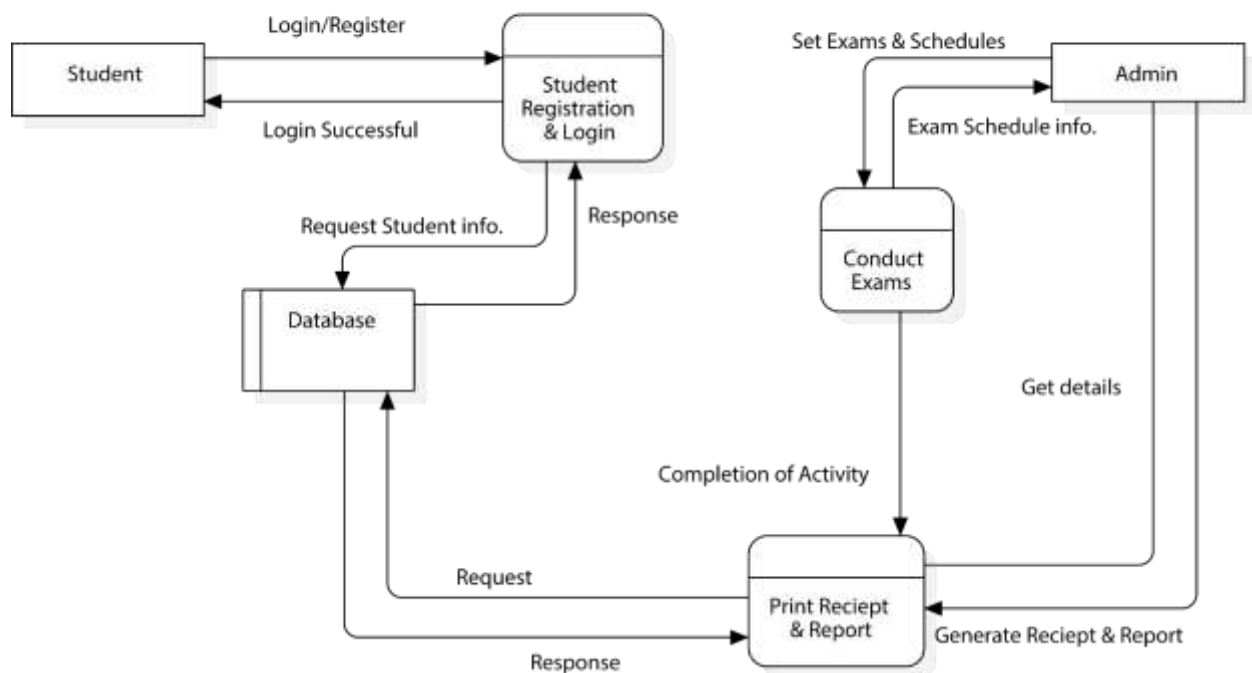 Login/Register
Student
Login Successful
Student
Registration
& Login
Set Exams & Schedules
Admin
Exam Schedule info.
Request Student info.
Response
Conduct
Exams
Database
Get details
Completion of Activity
Request
Print Reciept
& Report
Generate Reciept & Report
Response